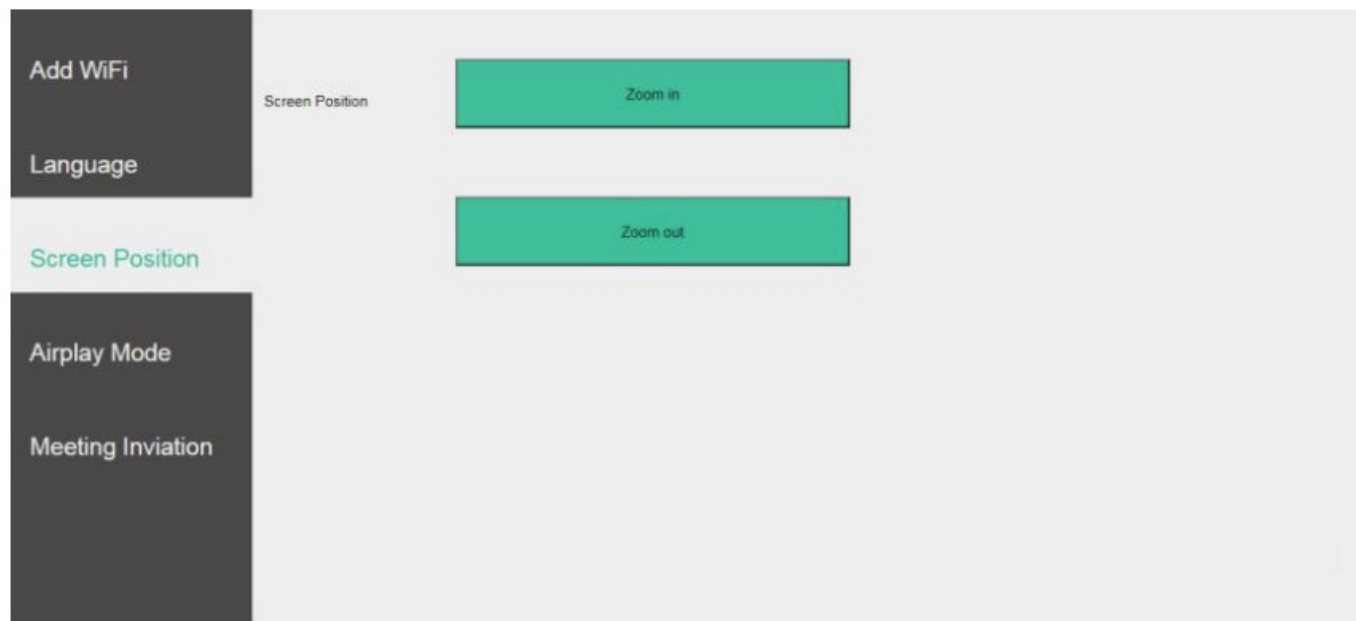 Add WiFi
Language
Screen Position
Airplay Mode
Meeting Inviation
Screen Position
Zoom in
Zoom out